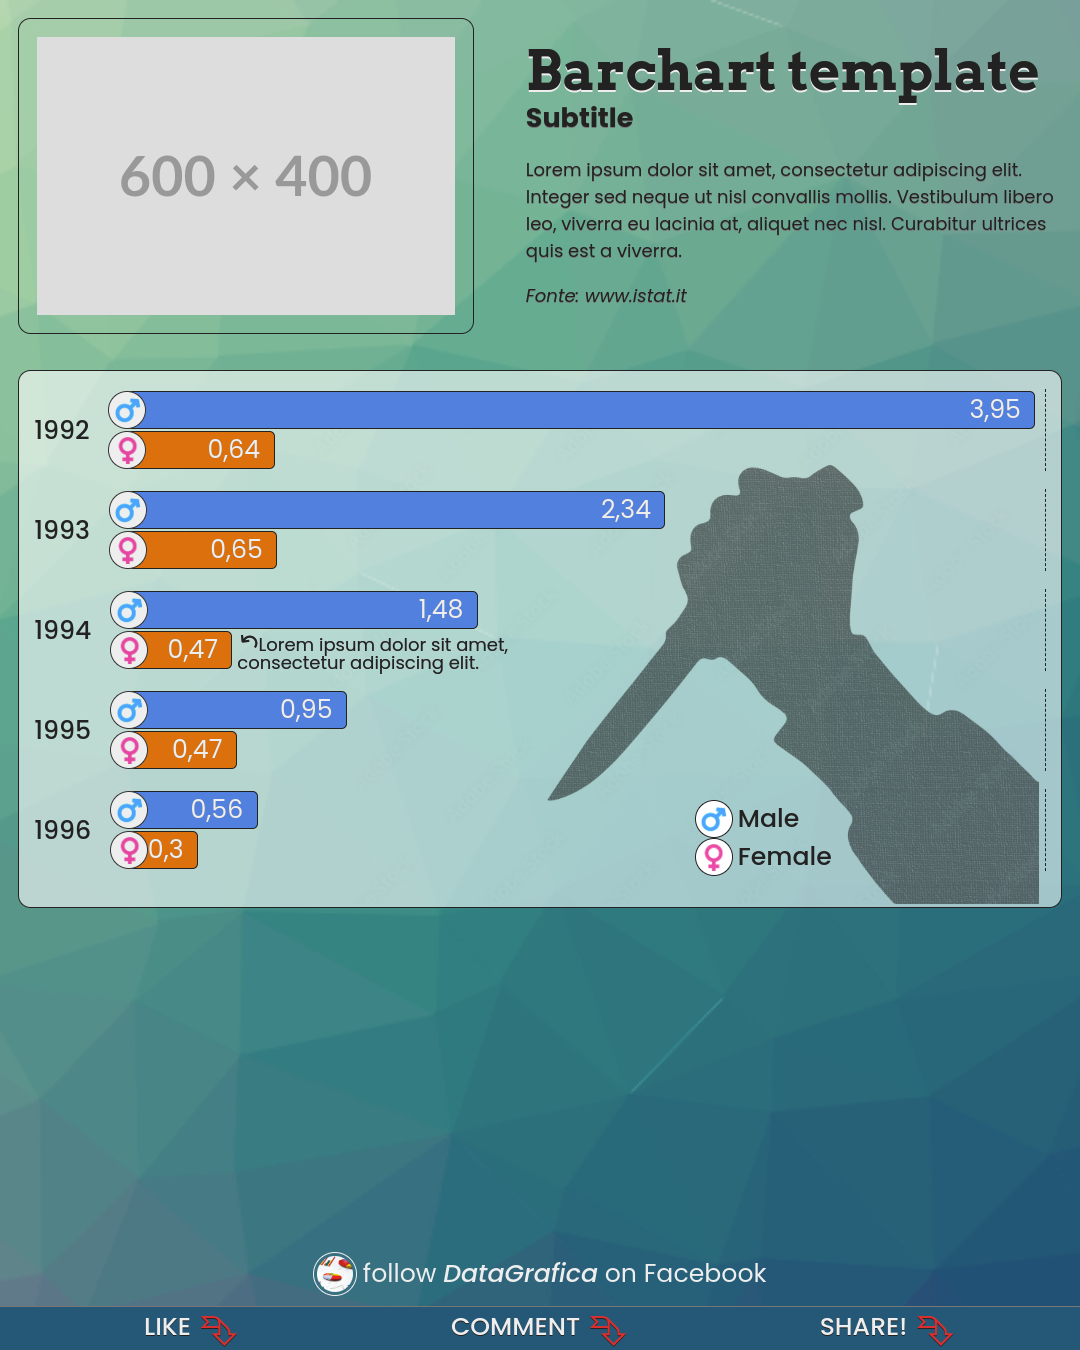 600 × 400
Barchart template
Subtitle
Lorem ipsum dolor sit amet, consectetur adipiscing elit.
Integer sed neque ut nisl convallis mollis. Vestibulum libero
leo, viverra eu lacinia at, aliquet nec nisl. Curabitur ultrices
quis est a viverra.
Fonte: www.istat.it
1992
3,95
0,64
1993
2,34
0,65
1994
1,48
0,47
Lorem ipsum dolor sit amet,
consectetur adipiscing elit.
1995
0,95
0,47
1996
0,56
0,3
Male
Female
follow DataGrafica on Facebook
LIKE
COMMENT
SHARE!